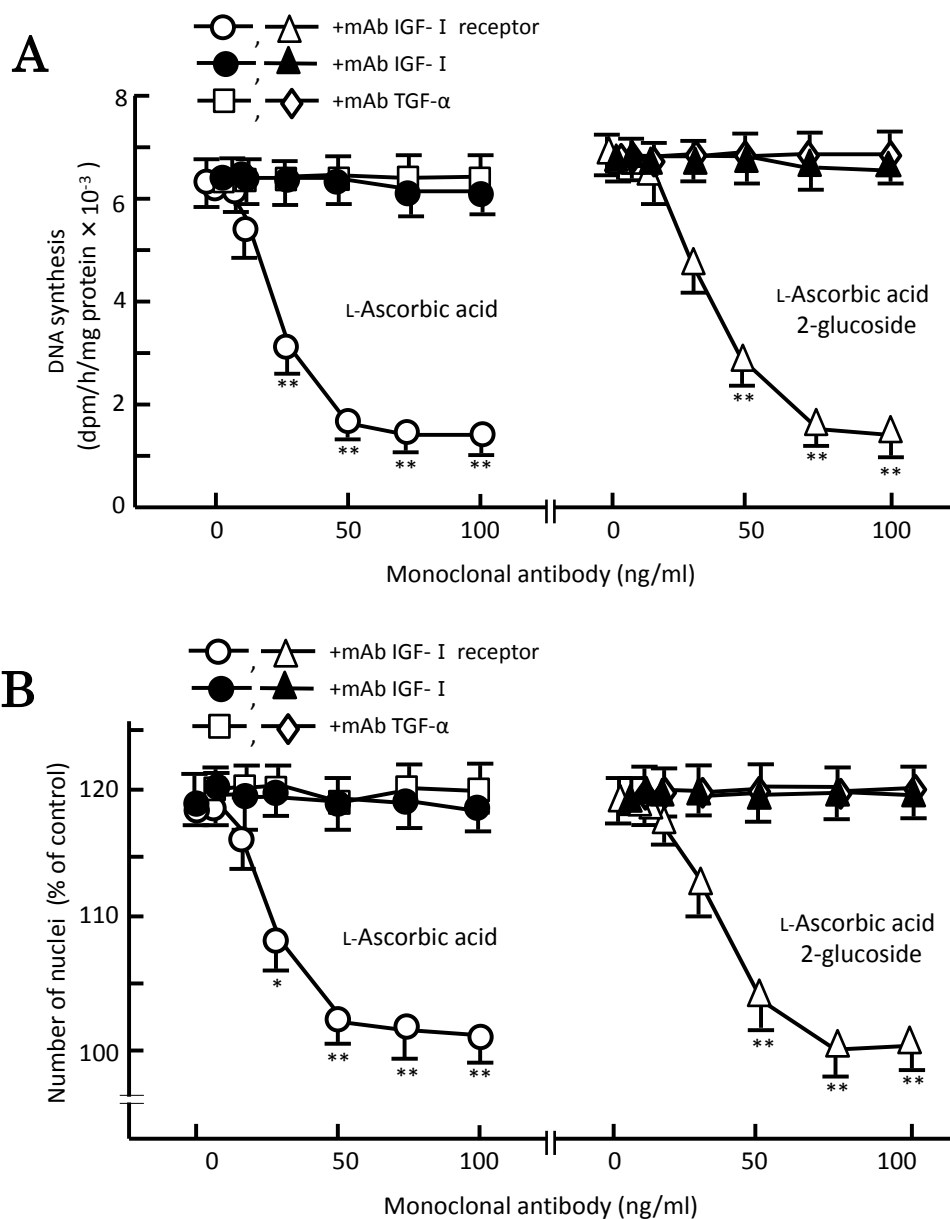 A
, +mAb IGF- I receptor
, +mAb IGF- I
, +mAb TGF-α
DNA synthesis
(dpm/h/mg protein × 10⁻³)
8
6
4
2
0
L-Ascorbic acid
L-Ascorbic acid
2-glucoside
**
**
**
**
**
**
**
0 50 100 0 50 100
Monoclonal antibody (ng/ml)
B
, +mAb IGF- I receptor
, +mAb IGF- I
, +mAb TGF-α
Number of nuclei (% of control)
120
110
100
L-Ascorbic acid
L-Ascorbic acid
2-glucoside
*
**
**
**
**
**
**
0 50 100 0 50 100
Monoclonal antibody (ng/ml)